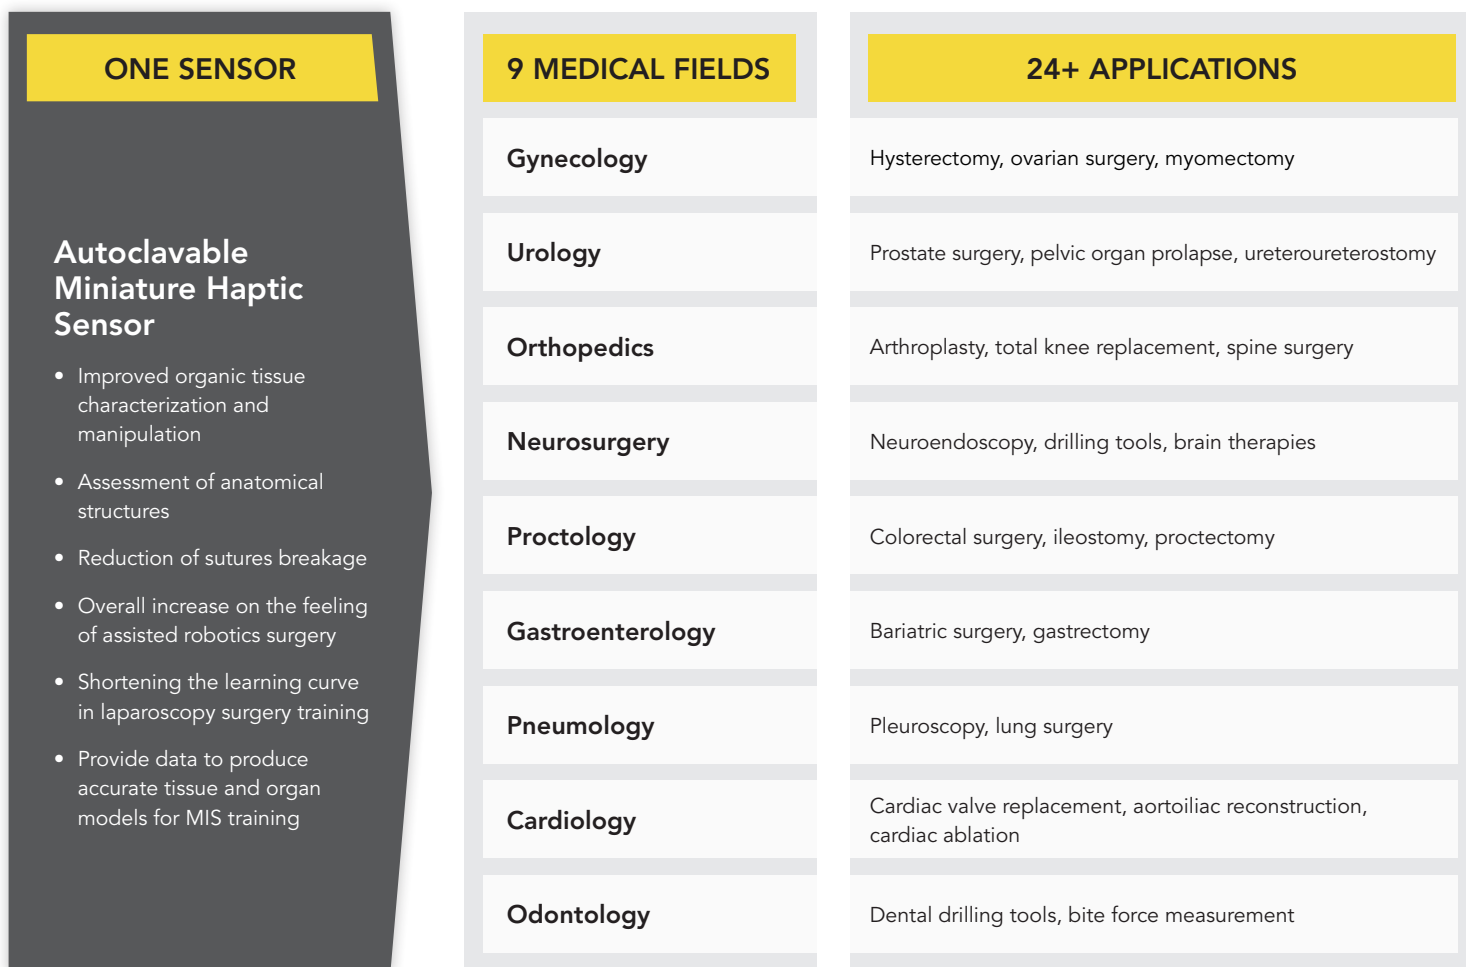 ONE SENSOR
Autoclavable
Miniature Haptic
Sensor
• Improved organic tissue
characterization and
manipulation
• Assessment of anatomical
structures
• Reduction of sutures breakage
• Overall increase on the feeling
of assisted robotics surgery
• Shortening the learning curve
in laparoscopy surgery training
• Provide data to produce
accurate tissue and organ
models for MIS training
9 MEDICAL FIELDS
24+ APPLICATIONS
Gynecology
Hysterectomy, ovarian surgery, myomectomy
Urology
Prostate surgery, pelvic organ prolapse, ureteroureterostomy
Orthopedics
Arthroplasty, total knee replacement, spine surgery
Neurosurgery
Neuroendoscopy, drilling tools, brain therapies
Proctology
Colorectal surgery, ileostomy, proctectomy
Gastroenterology
Bariatric surgery, gastrectomy
Pneumology
Pleuroscopy, lung surgery
Cardiology
Cardiac valve replacement, aortoiliac reconstruction,
cardiac ablation
Odontology
Dental drilling tools, bite force measurement